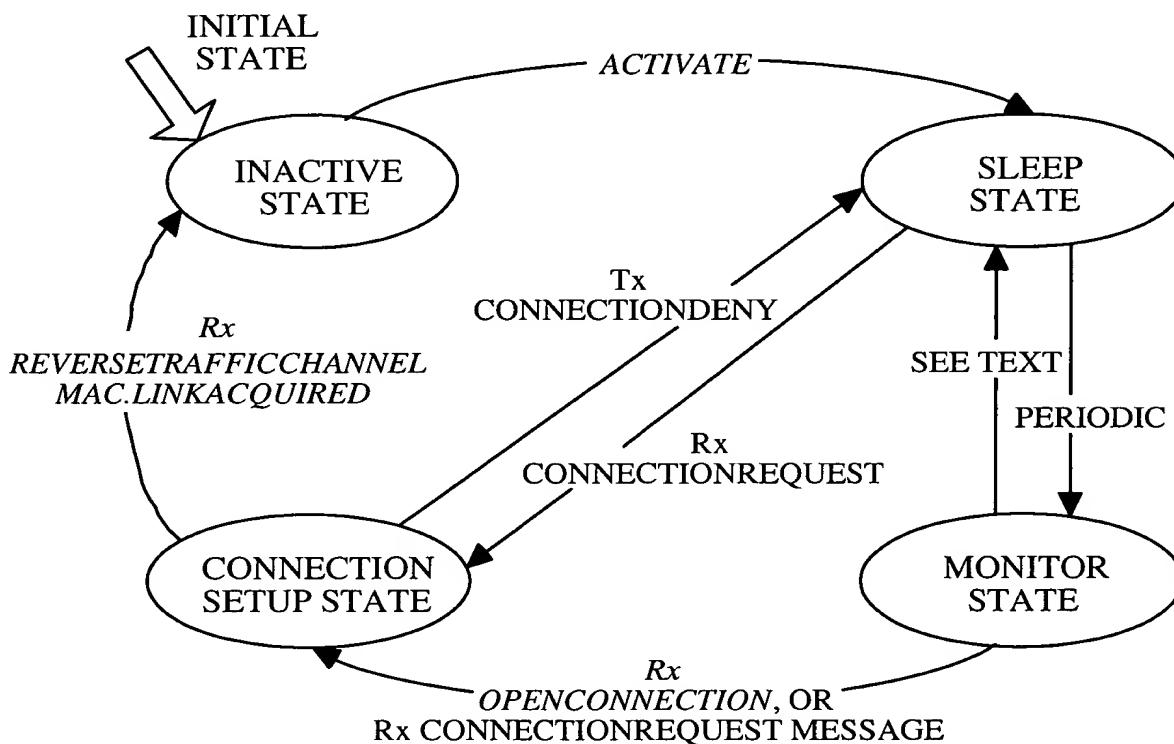 INITIAL
STATE
ACTIVATE
INACTIVE
STATE
SLEEP
STATE
Tx
CONNECTIONDENY
Rx
REVERSETRAFFICCHANNEL
MAC.LINKACQUIRED
SEE TEXT
PERIODIC
Rx
CONNECTIONREQUEST
CONNECTION
SETUP STATE
MONITOR
STATE
Rx
OPENCONNECTION, OR
Rx CONNECTIONREQUEST MESSAGE